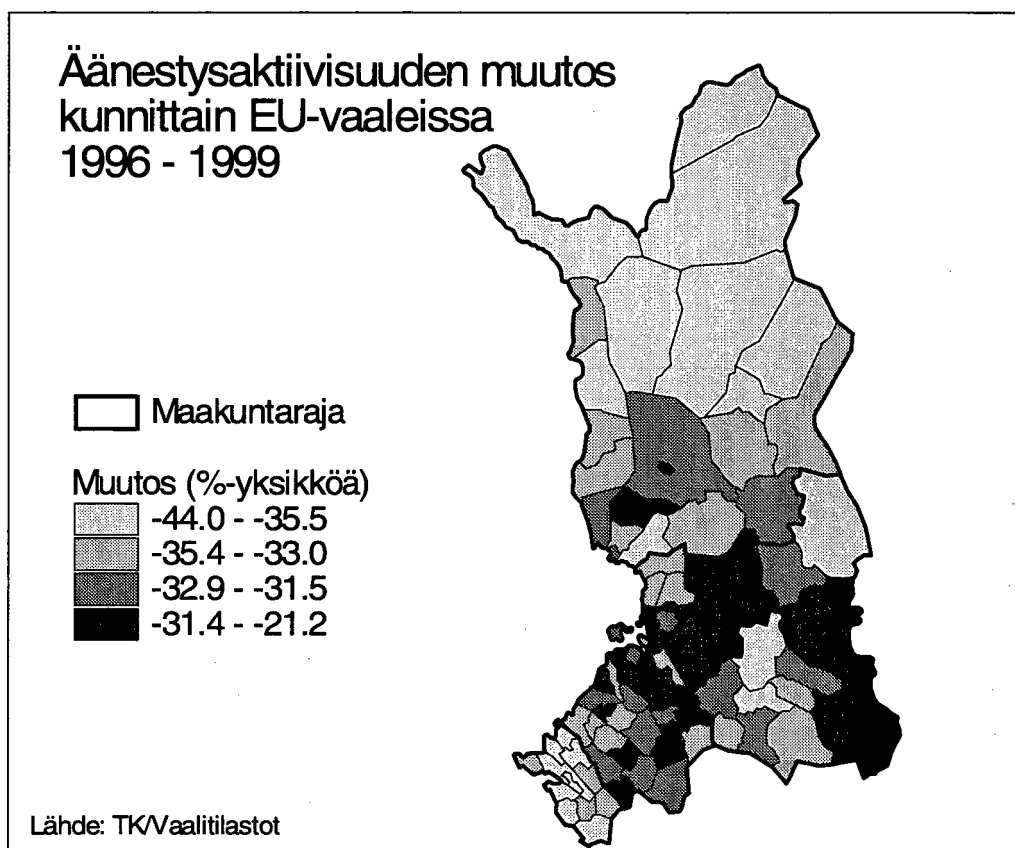 Äänestysaktiivisuuden muutos
kunnittain EU-vaaleissa
1996 - 1999
Maakuntaraja
Muutos (%-yksikköä)
-44.0 - -35.5
-35.4 - -33.0
-32.9 - -31.5
-31.4 - -21.2
Lähde: TK/Vaalitilastot